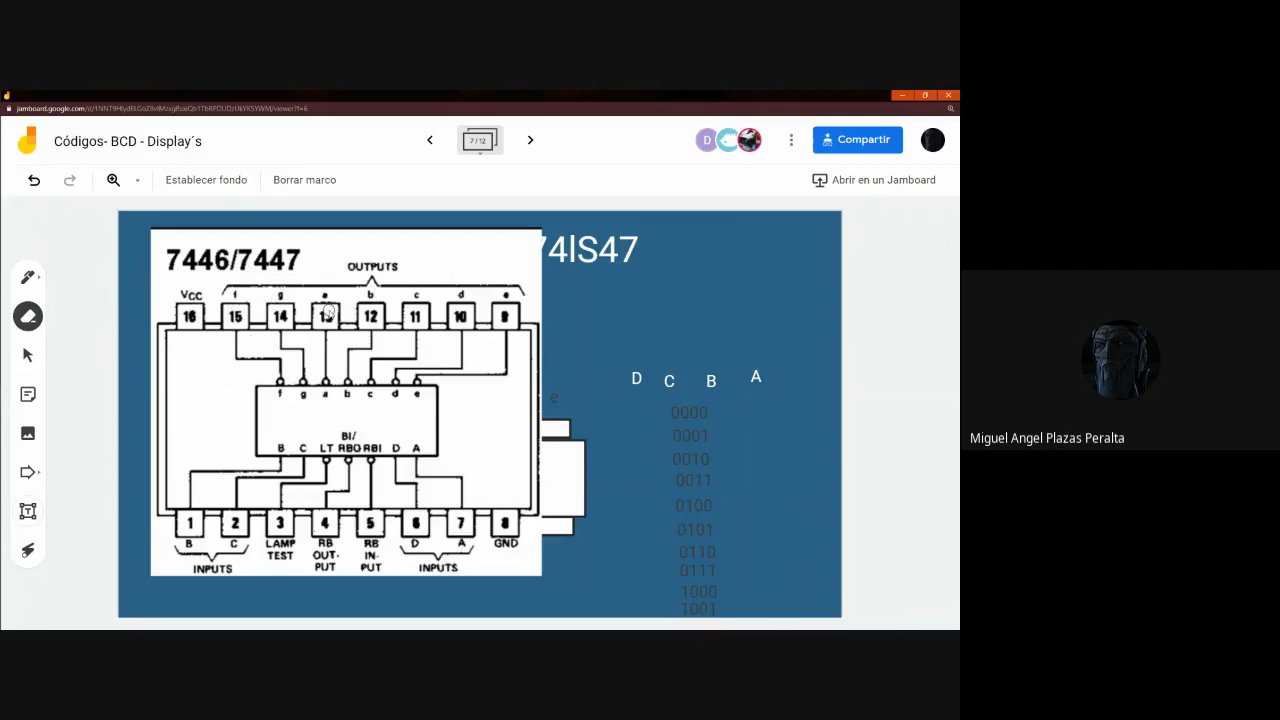 Códigos- BCD - Display´s
7 / 12
D
Compartir
Establecer fondo
Borrar marco
Abrir en un Jamboard
7446/7447
74lS47
OUTPUTS
VCC f g a b c d e
16 15 14 13 12 11 10 9
f g a b c d e
BI/
B C LT RBO RBI D A
1 2 3 4 5 6 7 8
B C LAMP TEST RB OUT- PUT RB IN- PUT D A GND
INPUTS INPUTS
e
D C B A
0000
0001
0010
0011
0100
0101
0110
0111
1000
1001
Miguel Angel Plazas Peralta